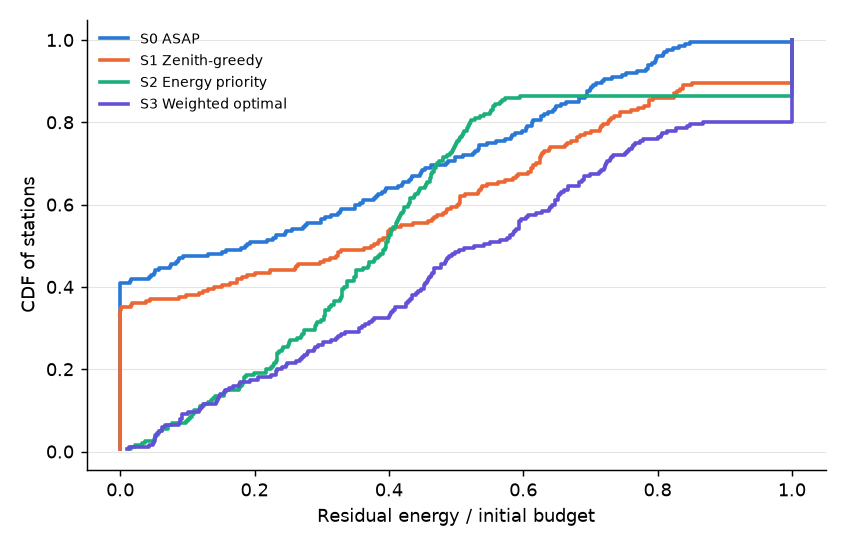 S0 ASAP
S1 Zenith-greedy
S2 Energy priority
S3 Weighted optimal
CDF of stations
1.0
0.8
0.6
0.4
0.2
0.0
0.0 0.2 0.4 0.6 0.8 1.0
Residual energy / initial budget